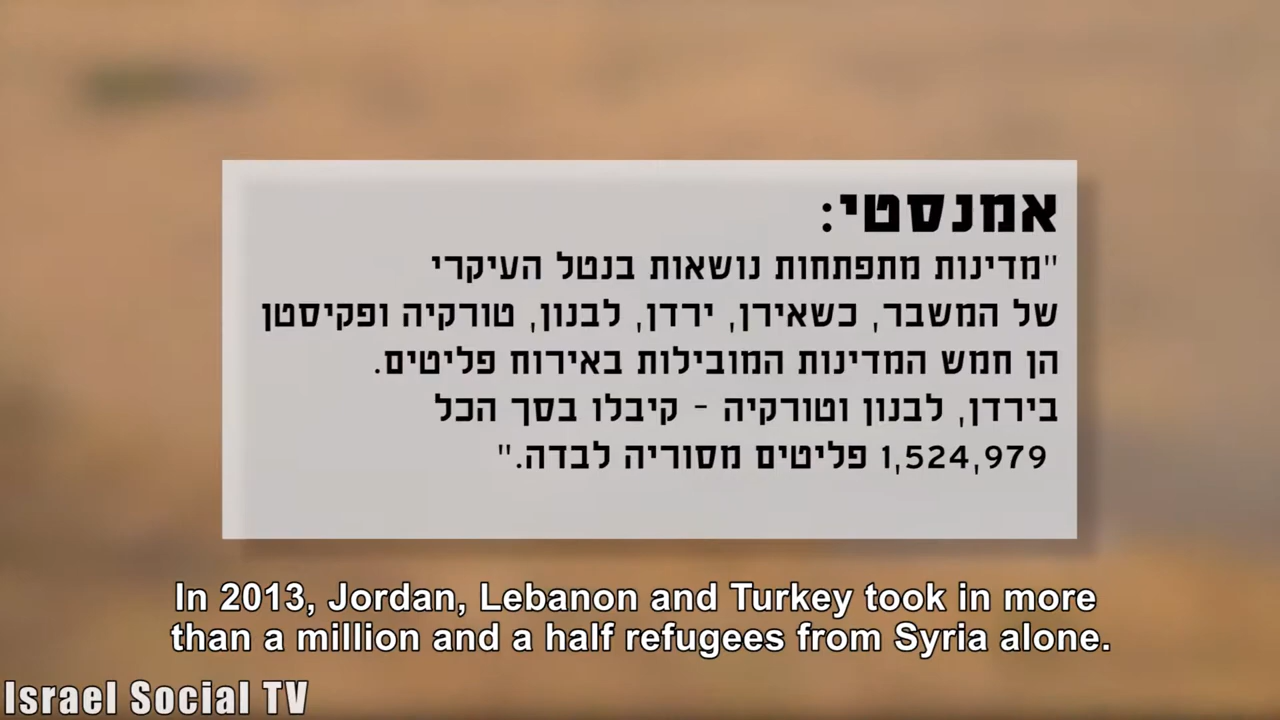 אמנסטי:
"מדינות מתפתחות נושאות בנטל העיקרי
של המשבר, כשאירן, ירדן, לבנון, טורקיה ופקיסטן
הן חמש המדינות המובילות באירוח פליטים.
בירדן, לבנון וטורקיה - קיבלו בסך הכל
1,524,979 פליטים מסוריה לבדה."
In 2013, Jordan, Lebanon and Turkey took in more
than a million and a half refugees from Syria alone.
Israel Social TV